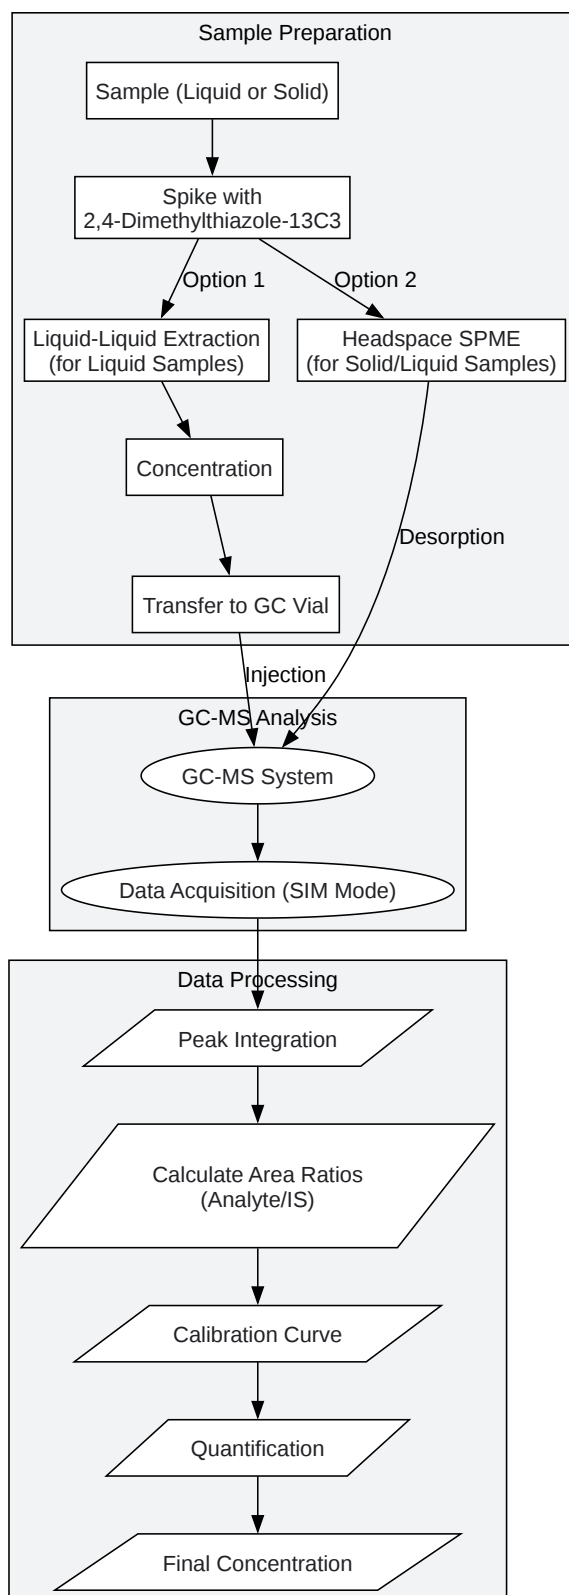 Sample Preparation
Sample (Liquid or Solid)
Spike with
2,4-Dimethylthiazole-13C3
Option 1
Option 2
Liquid-Liquid Extraction
(for Liquid Samples)
Headspace SPME
(for Solid/Liquid Samples)
Concentration
Desorption
Transfer to GC Vial
Injection
GC-MS Analysis
GC-MS System
Data Acquisition (SIM Mode)
Data Processing
Peak Integration
Calculate Area Ratios
(Analyte/IS)
Calibration Curve
Quantification
Final Concentration